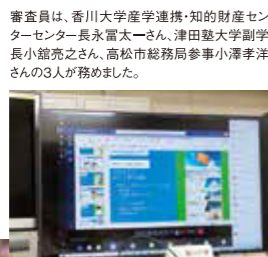 審査員は、香川大学産学連携・知的財産セン
ターセンター長永冨太一さん、津田塾大学副学
長小舘亮之さん、高松市総務局参事小澤孝洋
さんの3人が務めました。